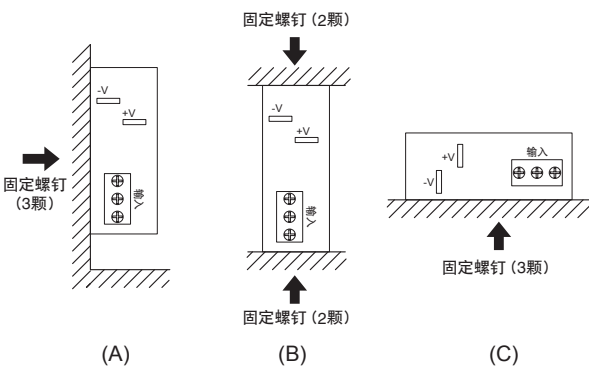 固定螺钉 (2颗)
-V
+V
输入
固定螺钉
(3颗)
(A)
-V
+V
输入
固定螺钉 (2颗)
(B)
+V
-V
输入
固定螺钉 (3颗)
(C)